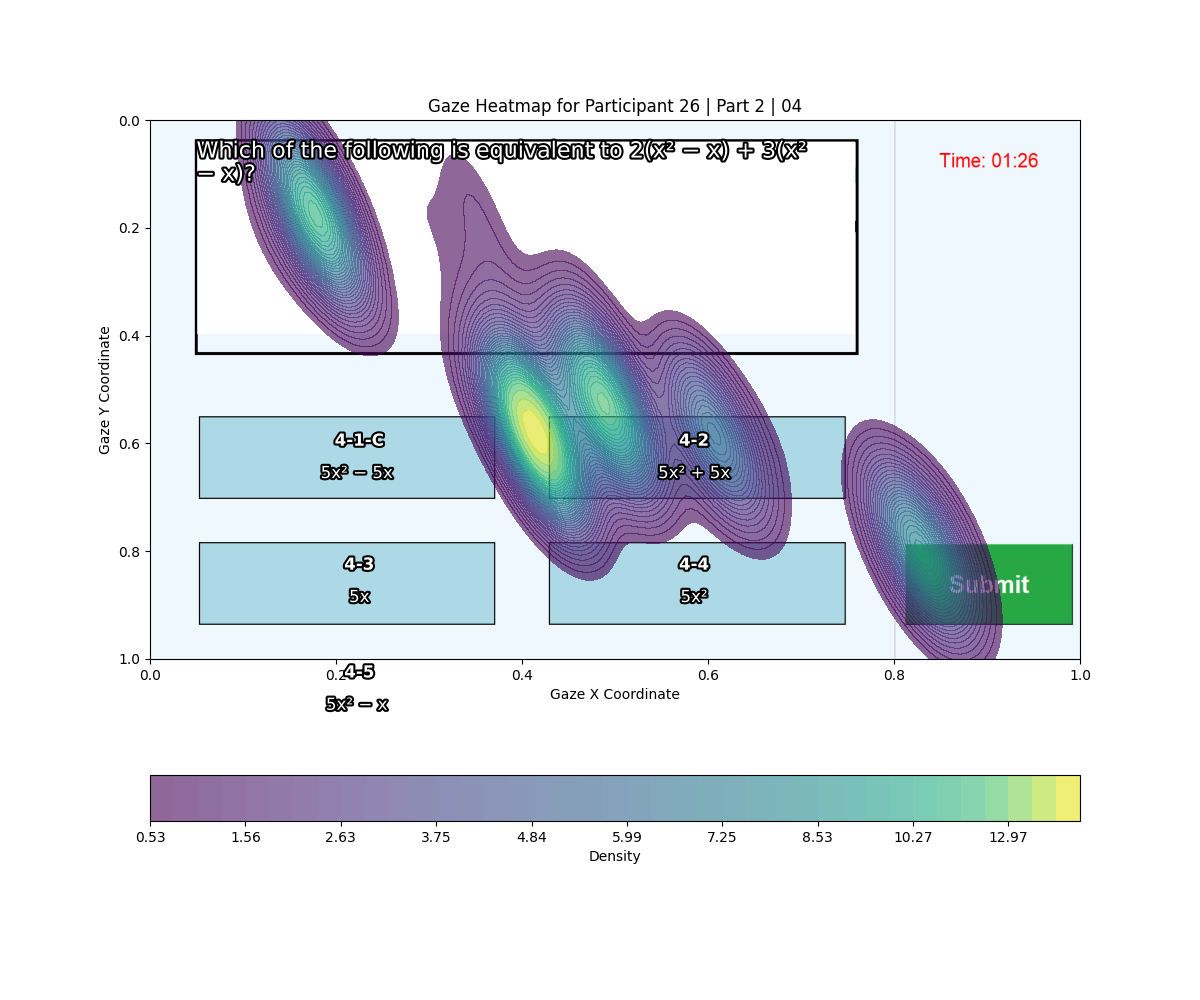 Gaze Heatmap for Participant 26 | Part 2 | 04
Which of the following is equivalent to 2(x² − x) + 3(x²
− x)?
Time: 01:26
4-1-C
5x² − 5x
4-2
5x² + 5x
4-3
5x
4-4
5x²
Submit
4-5
5x² − x
Gaze Y Coordinate
0.0
0.2
0.4
0.6
0.8
1.0
0.0 0.2 0.4 0.6 0.8 1.0
Gaze X Coordinate
0.53 1.56 2.63 3.75 4.84 5.99 7.25 8.53 10.27 12.97
Density